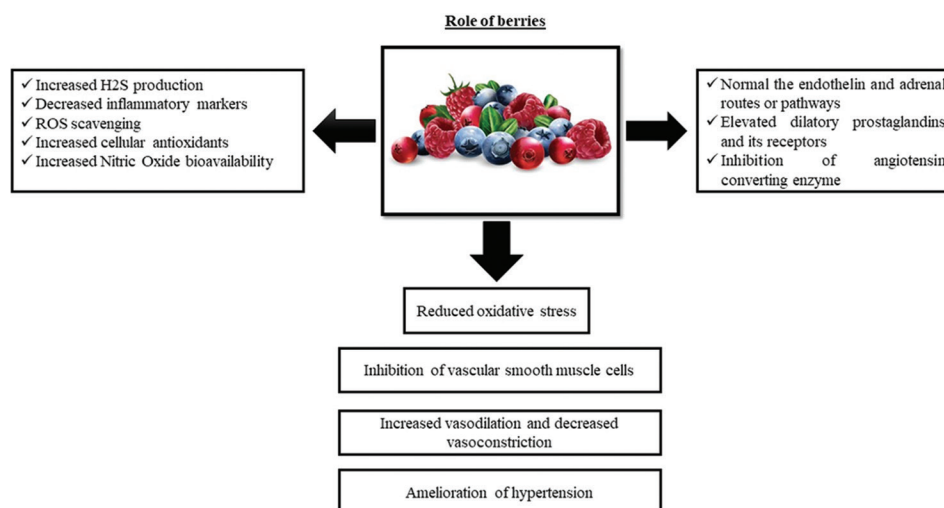 Role of berries
✓ Increased H2S production
✓ Decreased inflammatory markers
✓ ROS scavenging
✓ Increased cellular antioxidants
✓ Increased Nitric Oxide bioavailability
✓ Normal the endothelin and adrenal
routes or pathways
✓ Elevated dilatory prostaglandins
and its receptors
✓ Inhibition of angiotensin
converting enzyme
Reduced oxidative stress
Inhibition of vascular smooth muscle cells
Increased vasodilation and decreased
vasoconstriction
Amelioration of hypertension